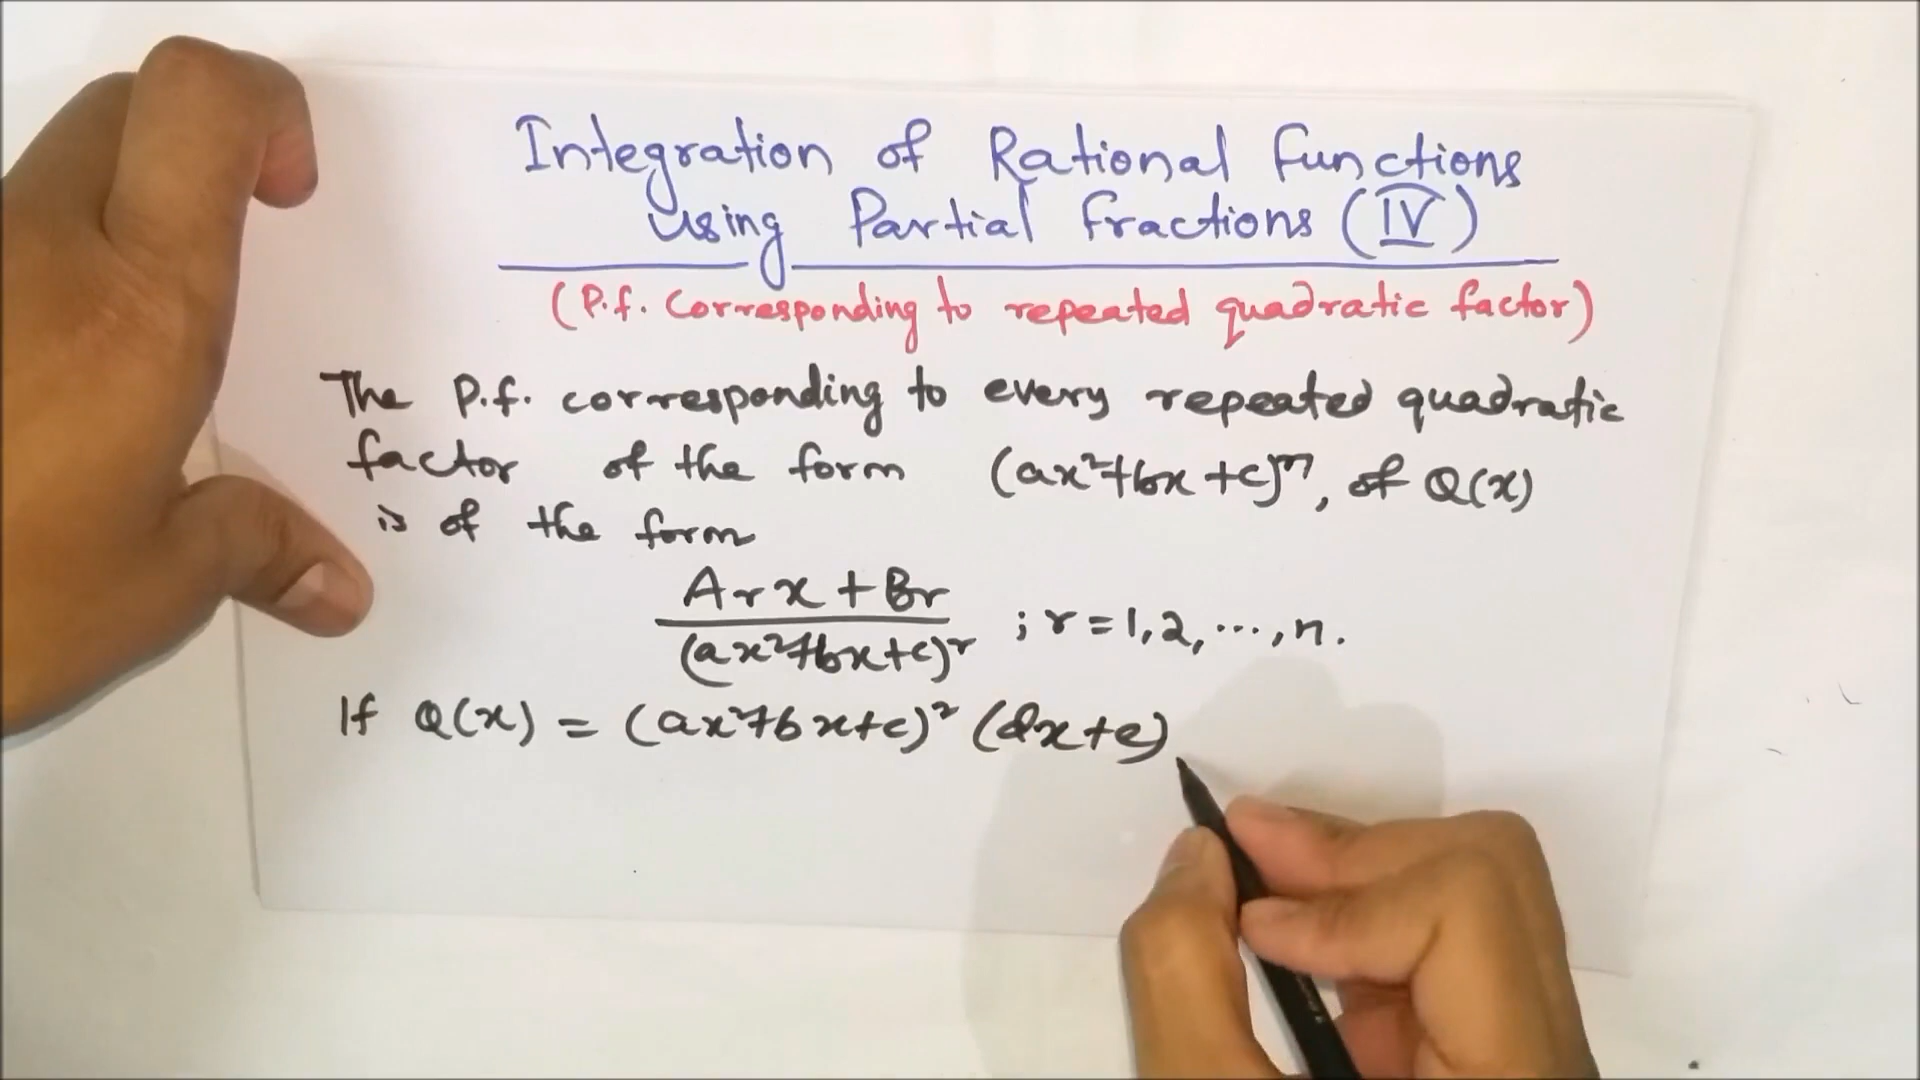 Integration of Rational functions
using Partial fractions (IV)
(P.f. Corresponding to repeated quadratic factor)
The P.f. corresponding to every repeated quadratic
factor of the form (ax²+bx+c)ⁿ, of Q(x)
is of the form
Aᵣx + Bᵣ
(ax²+bx+c)ʳ ; r = 1, 2, ..., n.
If Q(x) = (ax²+bx+c)² (dx+e)